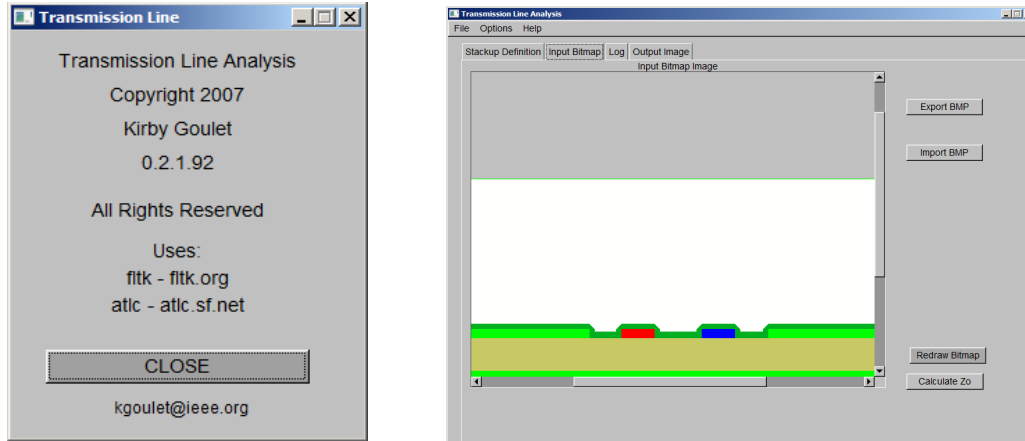 Transmission Line
Transmission Line Analysis
Copyright 2007
Kirby Goulet
0.2.1.92
All Rights Reserved
Uses:
fltk - fltk.org
atlc - atlc.sf.net
CLOSE
kgoulet@ieee.org
Transmission Line Analysis
File Options Help
Stackup Definition Input Bitmap Log Output Image
Input Bitmap Image
Export BMP
Import BMP
Redraw Bitmap
Calculate Zo